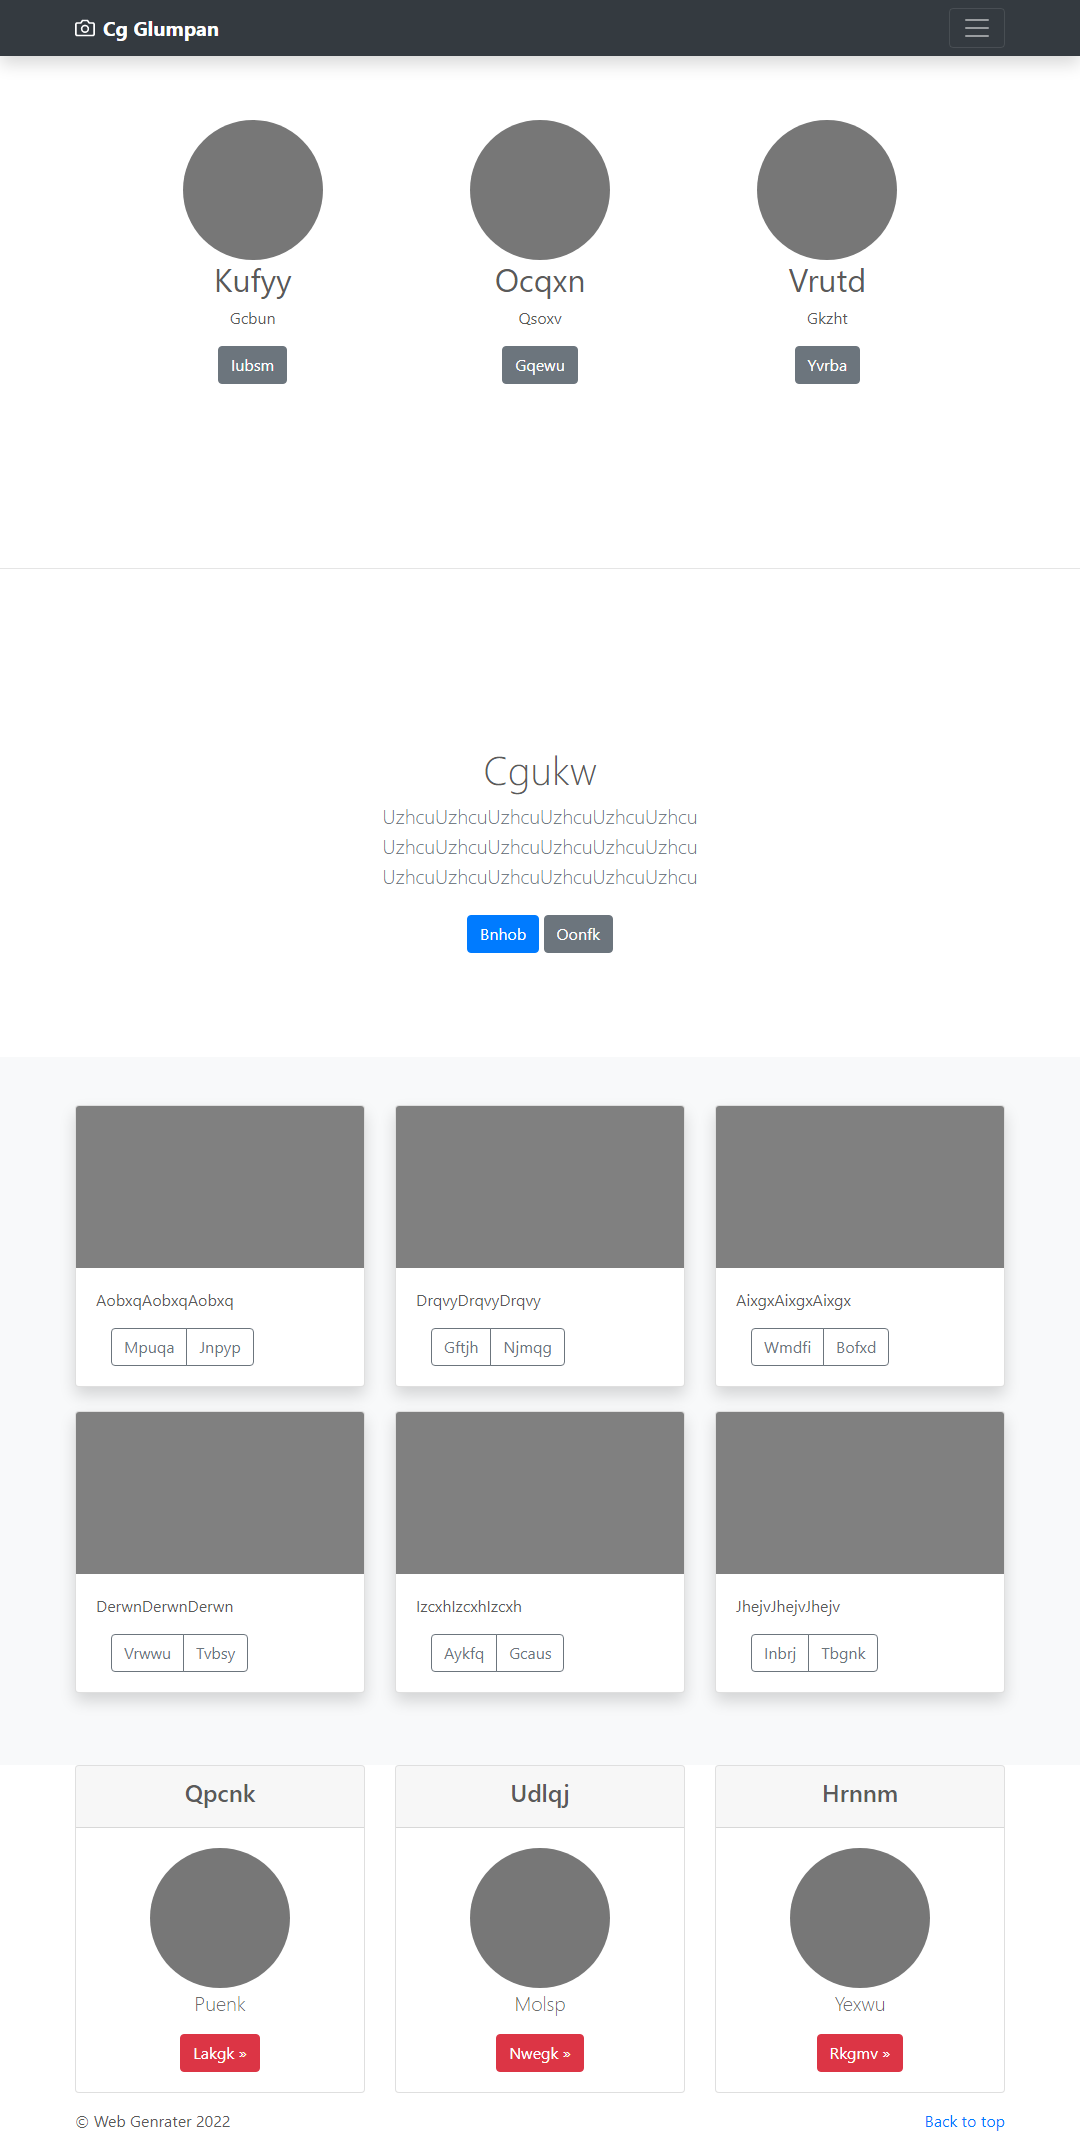 Cg Glumpan
Kufyy Ocqxn Vrutd
Gcbun Qsoxv Gkzht
Iubsm Gqewu Yvrba
Cgukw
UzhcuUzhcuUzhcuUzhcuUzhcuUzhcu
UzhcuUzhcuUzhcuUzhcuUzhcuUzhcu
UzhcuUzhcuUzhcuUzhcuUzhcuUzhcu
Bnhob Oonfk
AobxqAobxqAobxq DrqvyDrqvyDrqvy AixgxAixgxAixgx
Mpuqa Jnpyp Gftjh Njmqg Wmdfi Bofxd
DerwnDerwnDerwn IzcxhIzcxhIzcxh JhejvJhejvJhejv
Vrwwu Tvbsy Aykfq Gcaus Inbrj Tbgnk
Qpcnk Udlqj Hrnnm
Puenk Molsp Yexwu
Lakgk » Nwegk » Rkgmv »
© Web Genrater 2022 Back to top